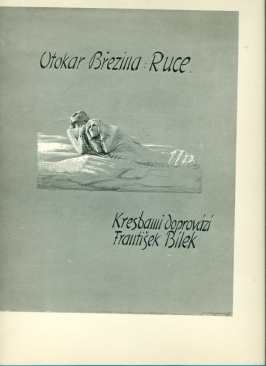 Otokar Březina: Ruce.
Kresbami doprovází
František Bílek